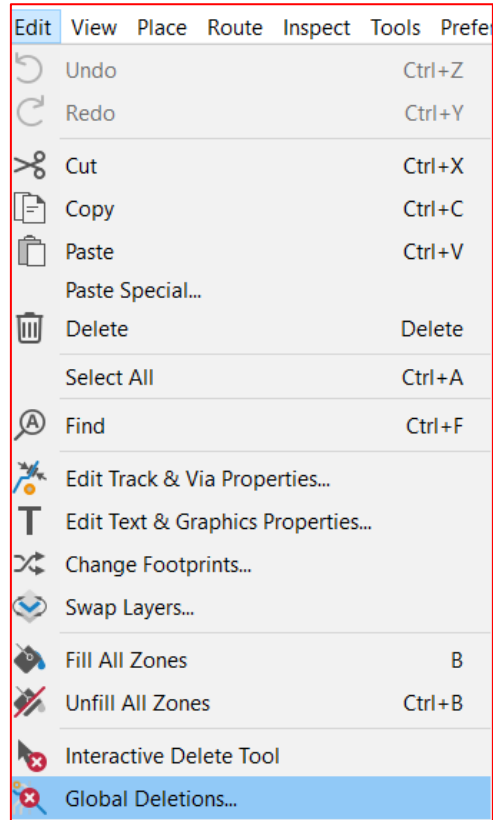 Edit View Place Route Inspect Tools Prefer
Undo Ctrl+Z
Redo Ctrl+Y
Cut Ctrl+X
Copy Ctrl+C
Paste Ctrl+V
Paste Special...
Delete Delete
Select All Ctrl+A
Find Ctrl+F
Edit Track & Via Properties...
T Edit Text & Graphics Properties...
Change Footprints...
Swap Layers...
Fill All Zones B
Unfill All Zones Ctrl+B
Interactive Delete Tool
Global Deletions...